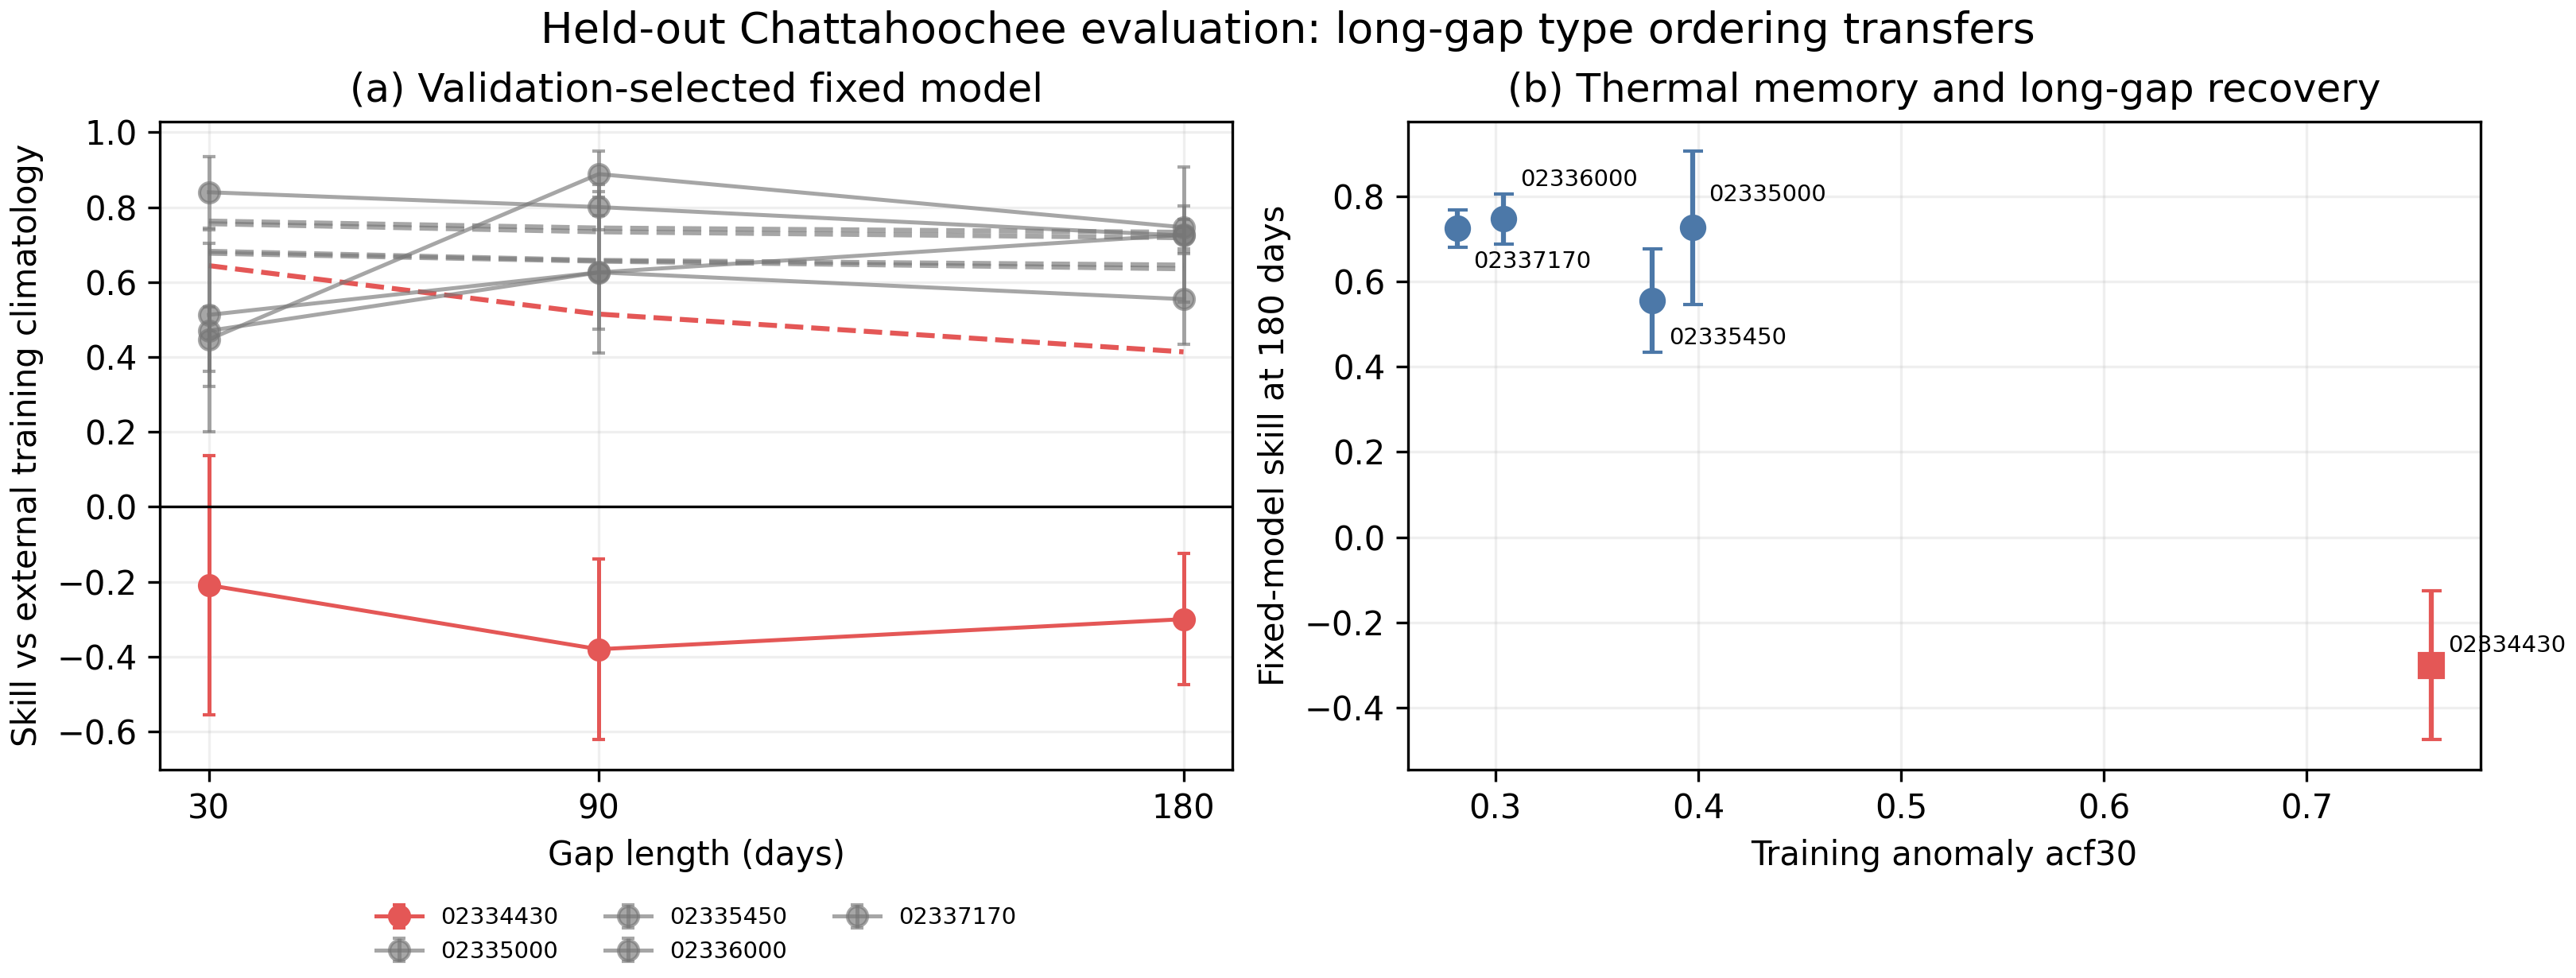 Held-out Chattahoochee evaluation: long-gap type ordering transfers
(a) Validation-selected fixed model
Skill vs external training climatology
1.0
0.8
0.6
0.4
0.2
0.0
−0.2
−0.4
−0.6
30 90 180
Gap length (days)
02334430 02335450 02337170
02335000 02336000
(b) Thermal memory and long-gap recovery
Fixed-model skill at 180 days
0.8
0.6
0.4
0.2
0.0
−0.2
−0.4
02336000
02335000
02337170
02335450
02334430
0.3 0.4 0.5 0.6 0.7
Training anomaly acf30